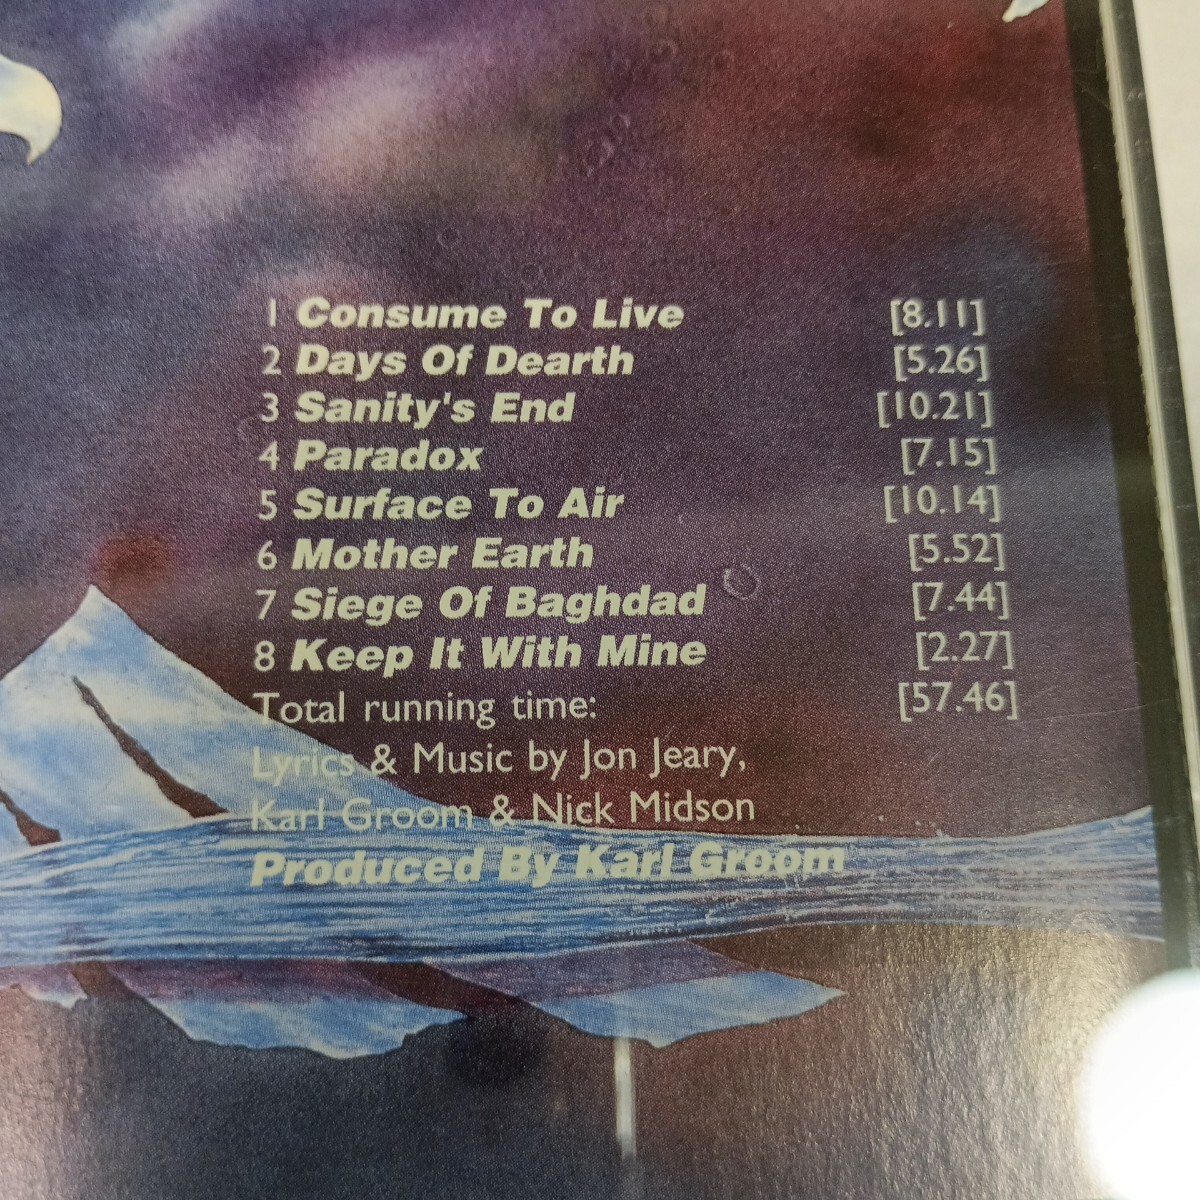 1 Consume To Live [8.11]
2 Days Of Dearth [5.26]
3 Sanity's End [10.21]
4 Paradox [7.15]
5 Surface To Air [10.14]
6 Mother Earth [5.52]
7 Siege Of Baghdad [7.44]
8 Keep It With Mine [2.27]
Total running time: [57.46]
Lyrics & Music by Jon Jeary,
Karl Groom & Nick Midson
Produced By Karl Groom